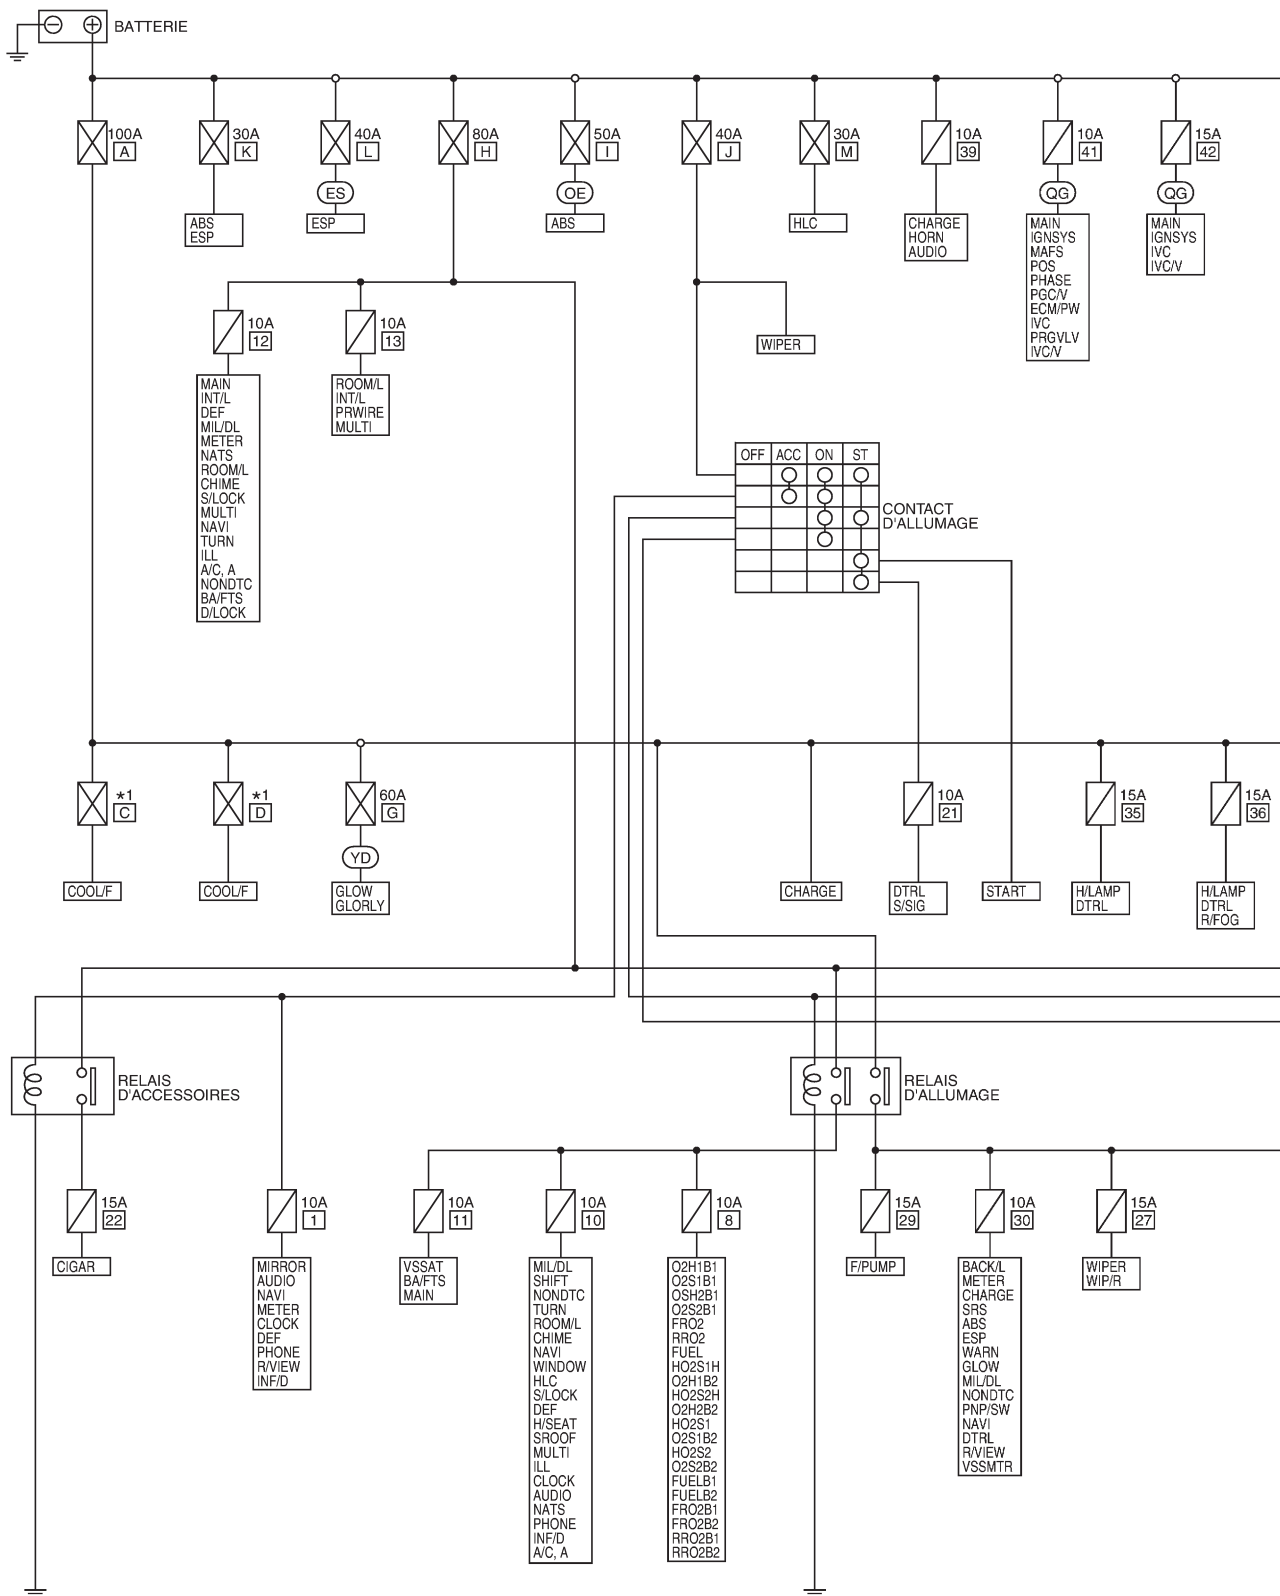 BATTERIE
100A
A
30A
K
40A
L
80A
H
50A
I
40A
J
30A
M
10A
39
10A
41
15A
42
ES
OE
QG
QG
ABS
ESP
ESP
ABS
HLC
CHARGE
HORN
AUDIO
MAIN
IGNSYS
MAFS
POS
PHASE
PGC/V
ECM/PW
IVC
PRGVLV
IVC/V
MAIN
IGNSYS
IVC
IVC/V
10A
12
10A
13
WIPER
MAIN
INT/L
DEF
MIL/DL
METER
NATS
ROOM/L
CHIME
S/LOCK
MULTI
NAVI
TURN
ILL
A/C, A
NONDTC
BA/FTS
D/LOCK
ROOM/L
INT/L
PRWIRE
MULTI
OFF ACC ON ST
CONTACT
D'ALLUMAGE
*1
C
*1
D
60A
G
10A
21
15A
35
15A
36
YD
COOL/F
COOL/F
GLOW
GLORLY
CHARGE
DTRL
S/SIG
START
H/LAMP
DTRL
H/LAMP
DTRL
R/FOG
RELAIS
D'ACCESSOIRES
RELAIS
D'ALLUMAGE
15A
22
10A
1
10A
11
10A
10
10A
8
15A
29
10A
30
15A
27
CIGAR
MIRROR
AUDIO
NAVI
METER
CLOCK
DEF
PHONE
R/VIEW
INF/D
VSSAT
BA/FTS
MAIN
MIL/DL
SHIFT
NONDTC
TURN
ROOM/L
CHIME
NAVI
WINDOW
HLC
S/LOCK
DEF
H/SEAT
SROOF
MULTI
ILL
CLOCK
AUDIO
NATS
PHONE
INF/D
A/C, A
O2H1B1
O2S1B1
OSH2B1
O2S2B1
FRO2
RRO2
FUEL
HO2S1H
O2H1B2
HO2S2H
O2H2B2
HO2S1
O2S1B2
HO2S2
O2S2B2
FUELB1
FUELB2
FRO2B1
FRO2B2
RRO2B1
RRO2B2
F/PUMP
BACK/L
METER
CHARGE
SRS
ABS
ESP
WARN
GLOW
MIL/DL
NONDTC
PNP/SW
NAVI
DTRL
R/VIEW
VSSMTR
WIPER
WIP/R